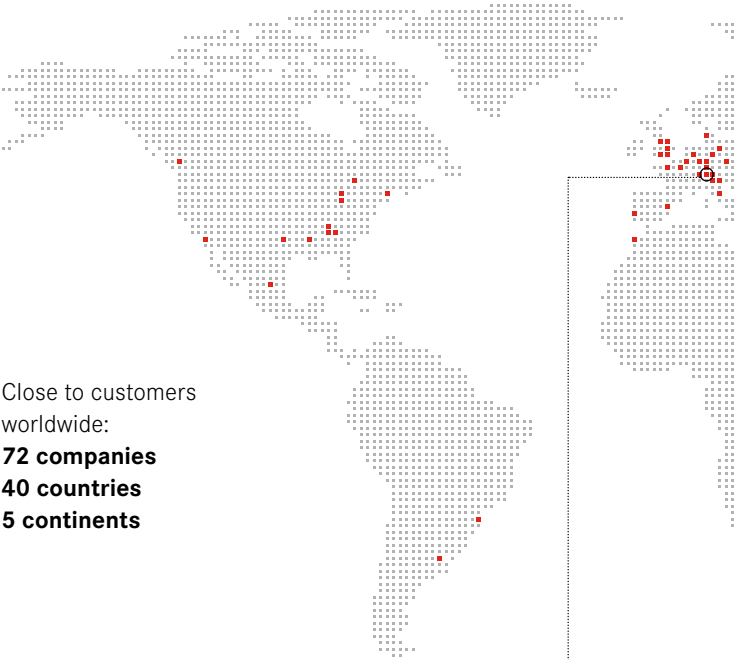 Close to customers
worldwide:
72 companies
40 countries
5 continents